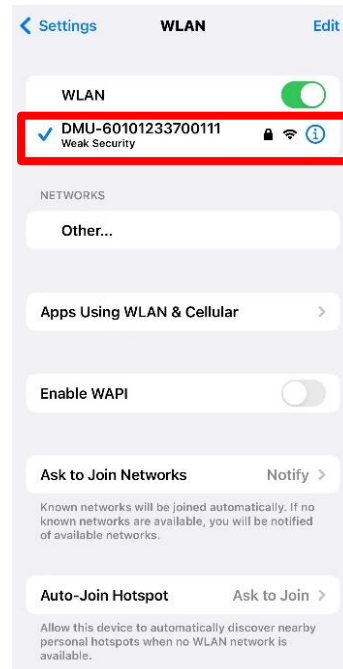 Settings WLAN Edit
WLAN
DMU-60101233700111
Weak Security
NETWORKS
Other...
Apps Using WLAN & Cellular
Enable WAPI
Ask to Join Networks Notify
Known networks will be joined automatically. If no
known networks are available, you will be notified
of available networks.
Auto-Join Hotspot Ask to Join
Allow this device to automatically discover nearby
personal hotspots when no WLAN network is
available.